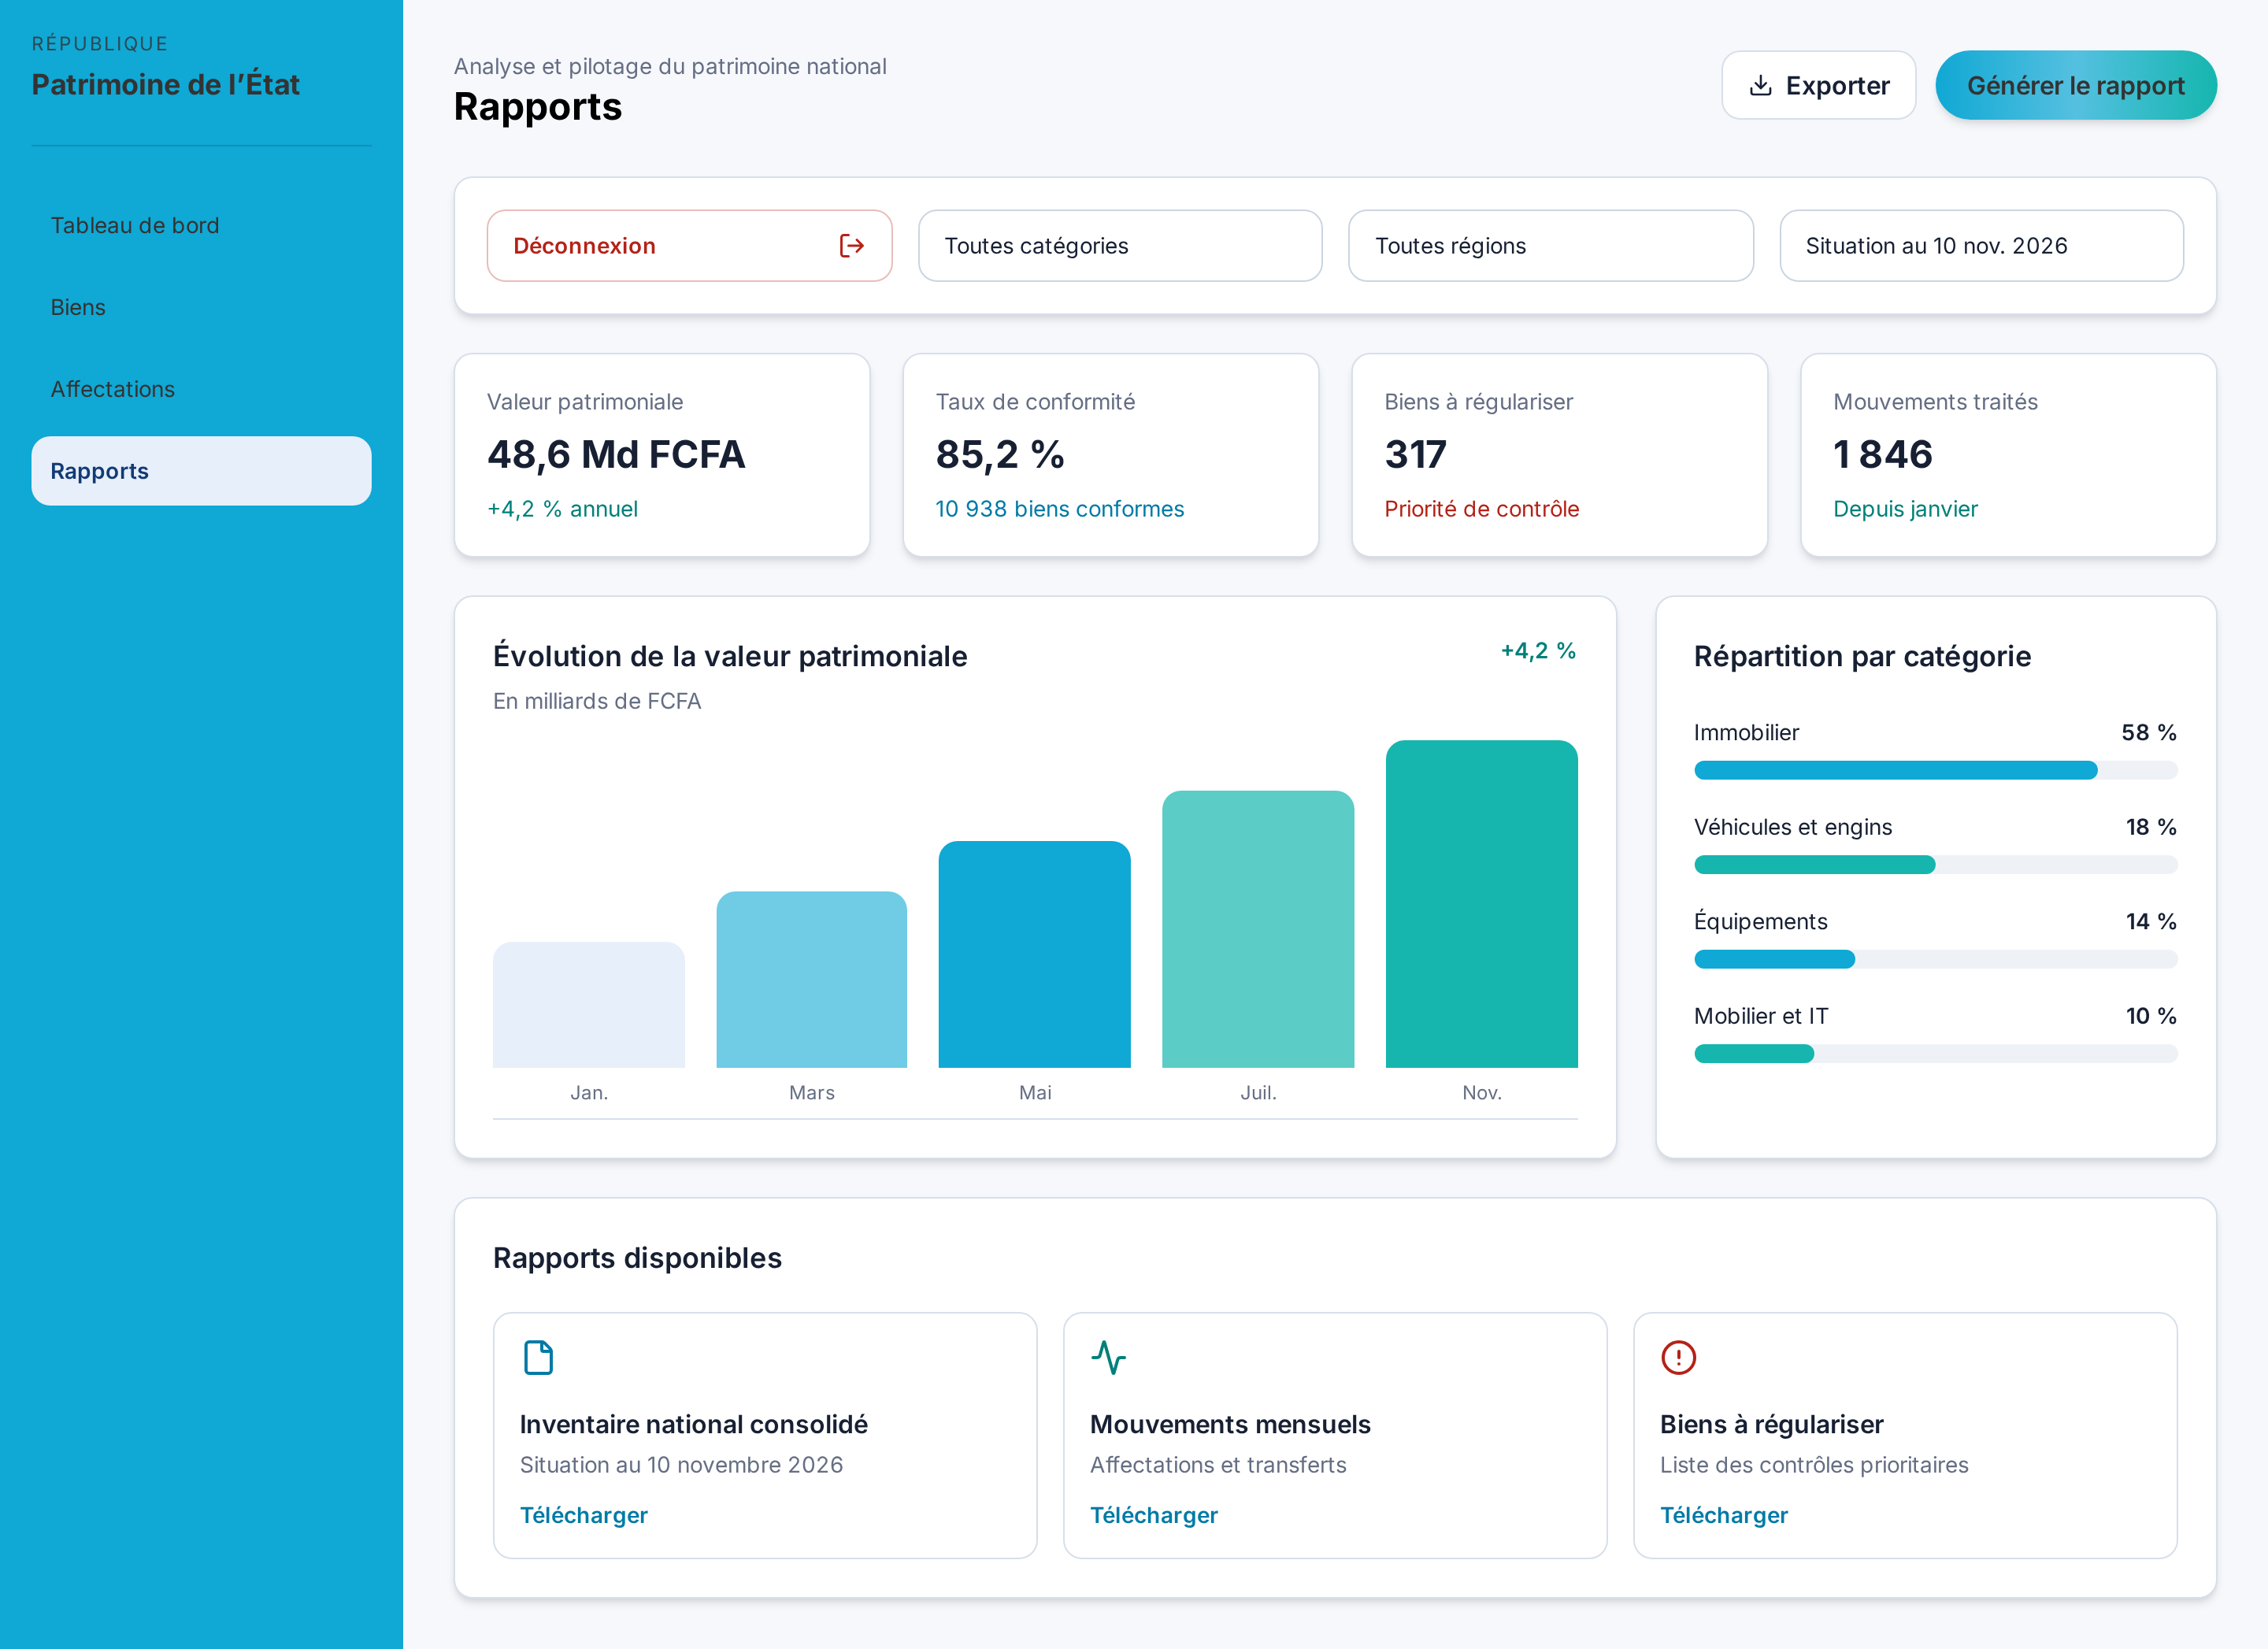 RÉPUBLIQUE
Patrimoine de l’État
Tableau de bord
Biens
Affectations
Rapports
Analyse et pilotage du patrimoine national
Rapports
Exporter
Générer le rapport
Déconnexion
Toutes catégories
Toutes régions
Situation au 10 nov. 2026
Valeur patrimoniale
48,6 Md FCFA
+4,2 % annuel
Taux de conformité
85,2 %
10 938 biens conformes
Biens à régulariser
317
Priorité de contrôle
Mouvements traités
1 846
Depuis janvier
Évolution de la valeur patrimoniale
+4,2 %
En milliards de FCFA
Jan.
Mars
Mai
Juil.
Nov.
Répartition par catégorie
Immobilier
58 %
Véhicules et engins
18 %
Équipements
14 %
Mobilier et IT
10 %
Rapports disponibles
Inventaire national consolidé
Situation au 10 novembre 2026
Télécharger
Mouvements mensuels
Affectations et transferts
Télécharger
Biens à régulariser
Liste des contrôles prioritaires
Télécharger